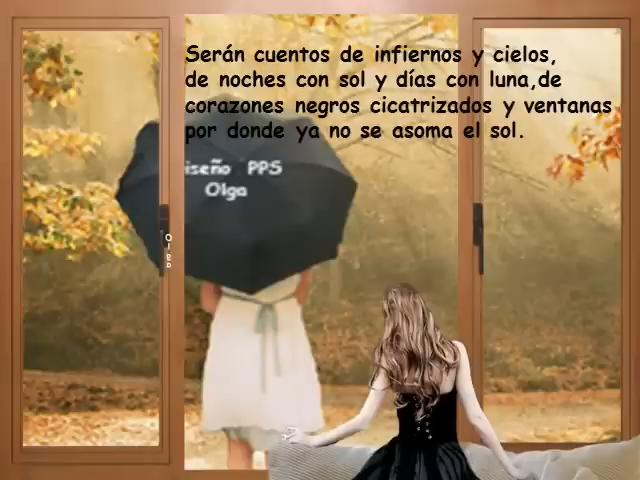 Serán cuentos de infiernos y cielos,
de noches con sol y días con luna,de
corazones negros cicatrizados y ventanas
por donde ya no se asoma el sol.
iseño PPS
Olga